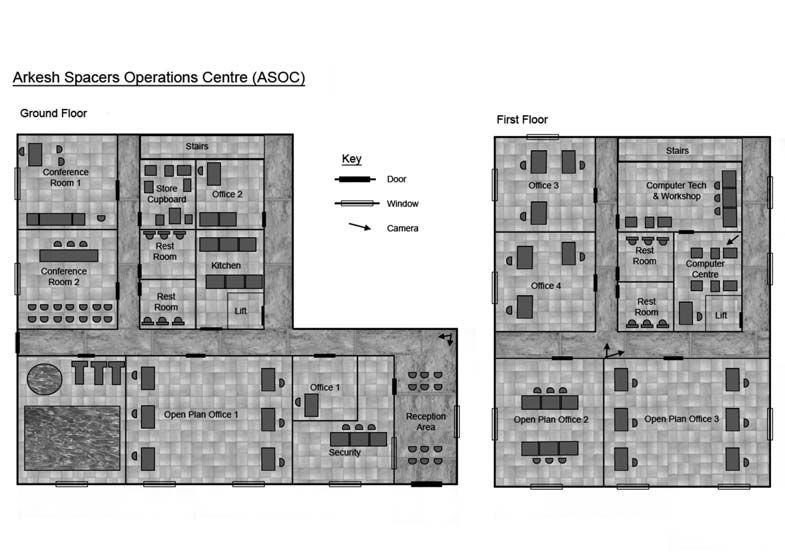 Arkesh Spacers Operations Centre (ASOC)
Ground Floor
First Floor
Stairs
Conference
Room 1
Store
Cupboard
Office 2
Rest
Room
Conference
Room 2
Kitchen
Rest
Room
Lift
Open Plan Office 1
Office 1
Security
Reception
Area
Key
Door
Window
Camera
Stairs
Office 3
Computer Tech
& Workshop
Rest
Room
Computer
Centre
Office 4
Rest
Room
Lift
Open Plan Office 2
Open Plan Office 3